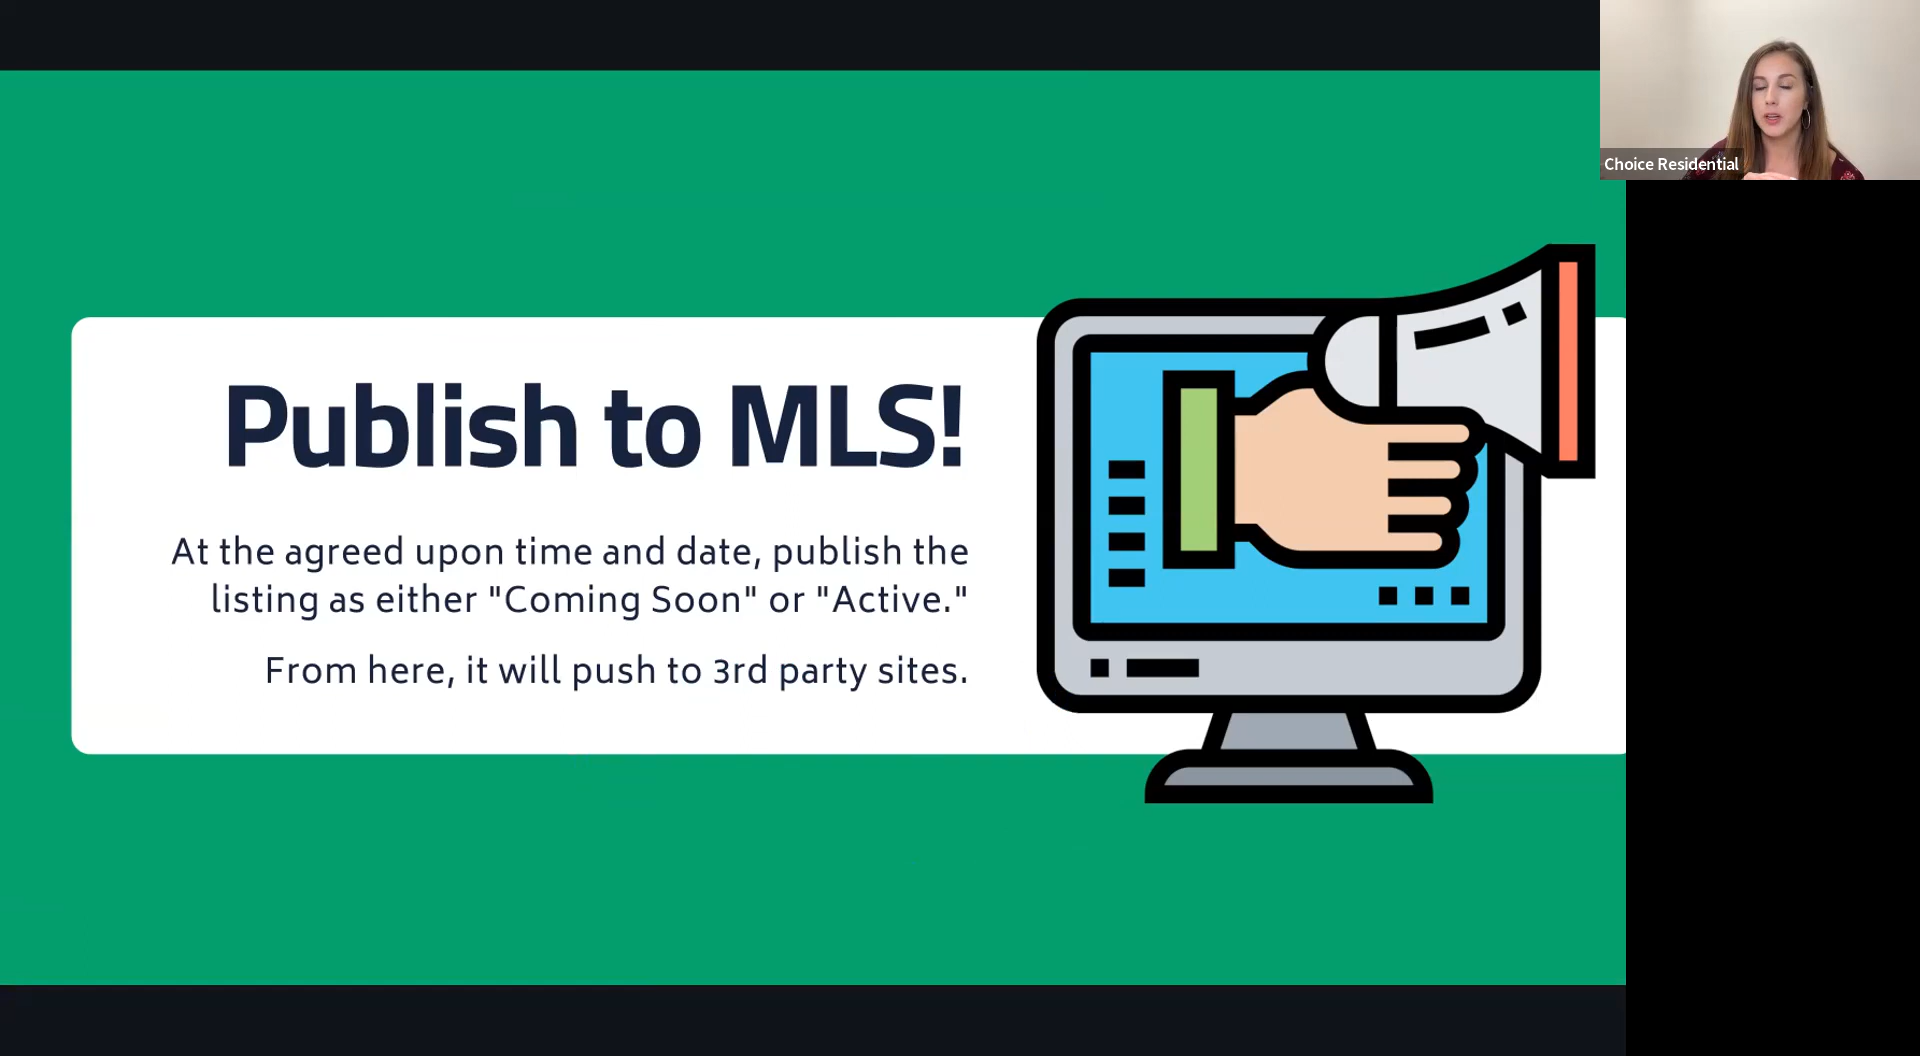 Publish to MLS!
At the agreed upon time and date, publish the
listing as either "Coming Soon" or "Active."
From here, it will push to 3rd party sites.
Choice Residential